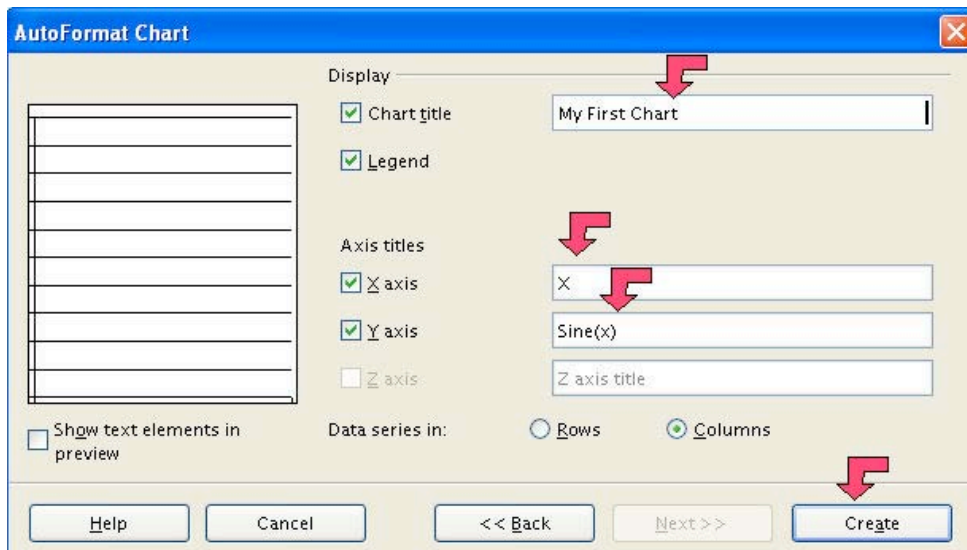 AutoFormat Chart
Display
Chart title
My First Chart
Legend
Axis titles
X axis
X
Y axis
Sine(x)
Z axis
Z axis title
Show text elements in
preview
Data series in:
Rows
Columns
Help
Cancel
<< Back
Next >>
Create